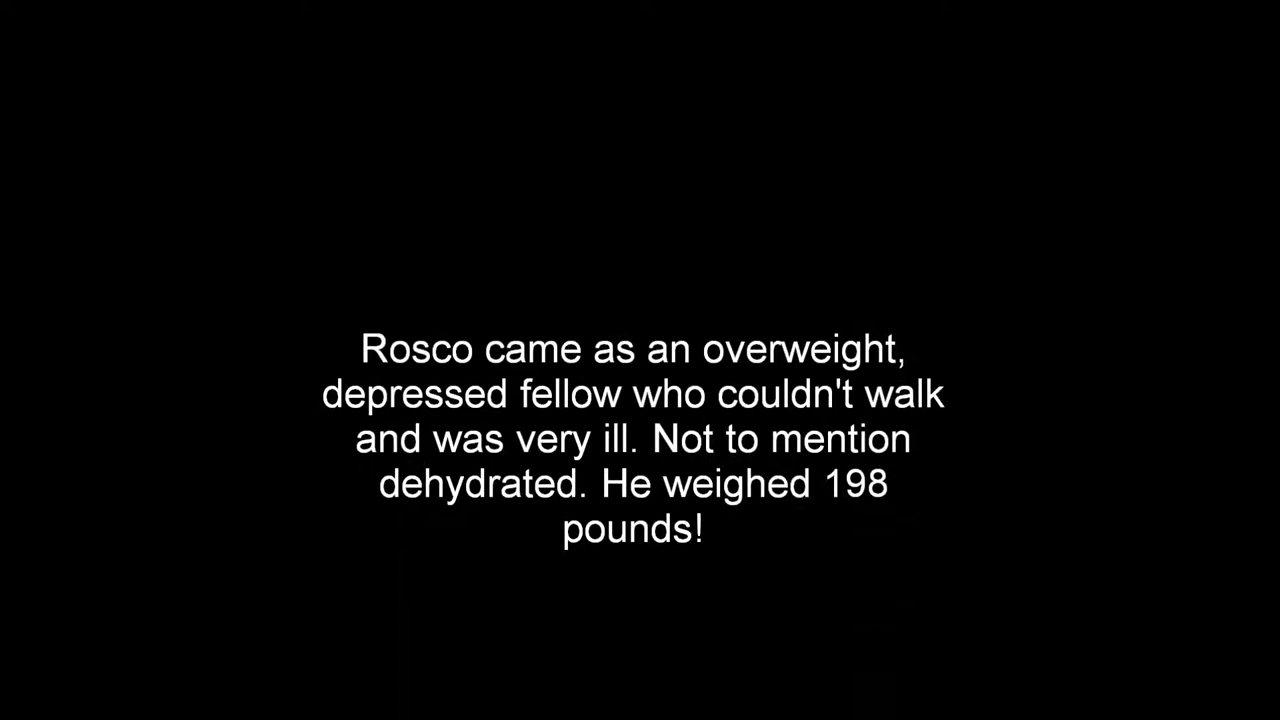 Rosco came as an overweight,
depressed fellow who couldn't walk
and was very ill. Not to mention
dehydrated. He weighed 198
pounds!